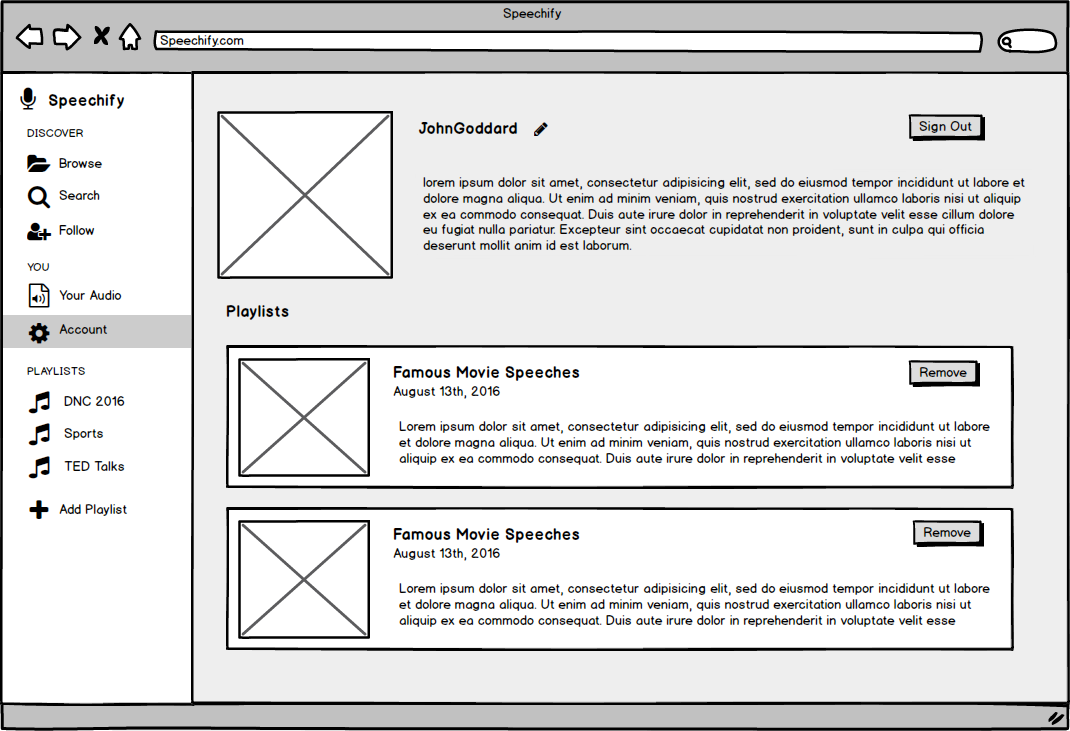 Speechify
Speechify.com
Speechify
DISCOVER
Browse
Search
Follow
YOU
Your Audio
Account
PLAYLISTS
DNC 2016
Sports
TED Talks
Add Playlist
JohnGoddard
Sign Out
lorem ipsum dolor sit amet, consectetur adipisicing elit, sed do eiusmod tempor incididunt ut labore et
dolore magna aliqua. Ut enim ad minim veniam, quis nostrud exercitation ullamco laboris nisi ut aliquip
ex ea commodo consequat. Duis aute irure dolor in reprehenderit in voluptate velit esse cillum dolore
eu fugiat nulla pariatur. Excepteur sint occaecat cupidatat non proident, sunt in culpa qui officia
deserunt mollit anim id est laborum.
Playlists
Famous Movie Speeches
Remove
August 13th, 2016
Lorem ipsum dolor sit amet, consectetur adipisicing elit, sed do eiusmod tempor incididunt ut labore
et dolore magna aliqua. Ut enim ad minim veniam, quis nostrud exercitation ullamco laboris nisi ut
aliquip ex ea commodo consequat. Duis aute irure dolor in reprehenderit in voluptate velit esse
Famous Movie Speeches
Remove
August 13th, 2016
Lorem ipsum dolor sit amet, consectetur adipisicing elit, sed do eiusmod tempor incididunt ut labore
et dolore magna aliqua. Ut enim ad minim veniam, quis nostrud exercitation ullamco laboris nisi ut
aliquip ex ea commodo consequat. Duis aute irure dolor in reprehenderit in voluptate velit esse